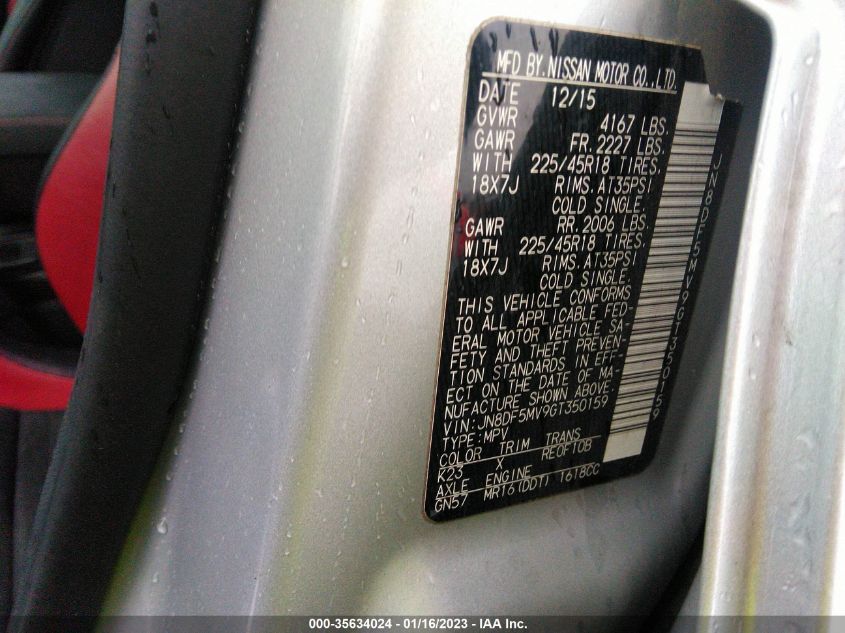 MFD BY.NISSAN MOTOR CO.,LTD.
DATE 12/15
GVWR 4167 LBS.
GAWR FR. 2227 LBS.
WITH 225/45R18 TIRES.
18X7J RIMS. AT35PSI
COLD SINGLE.
GAWR RR. 2006 LBS.
WITH 225/45R18 TIRES.
18X7J RIMS. AT35PSI
COLD SINGLE.
THIS VEHICLE CONFORMS
TO ALL APPLICABLE FED-
ERAL MOTOR VEHICLE SA-
FETY AND THEFT PREVEN-
TION STANDARDS IN EFF-
ECT ON THE DATE OF MA-
NUFACTURE SHOWN ABOVE.
VIN: JN8DF5MV9GT350159
TYPE:MPV
COLOR TRIM TRANS
K23 X RE0F10B
AXLE ENGINE
GN57 MR16(DDT) 1618CC
JN8DF5MV9GT350159
000-35634024 - 01/16/2023 - IAA Inc.